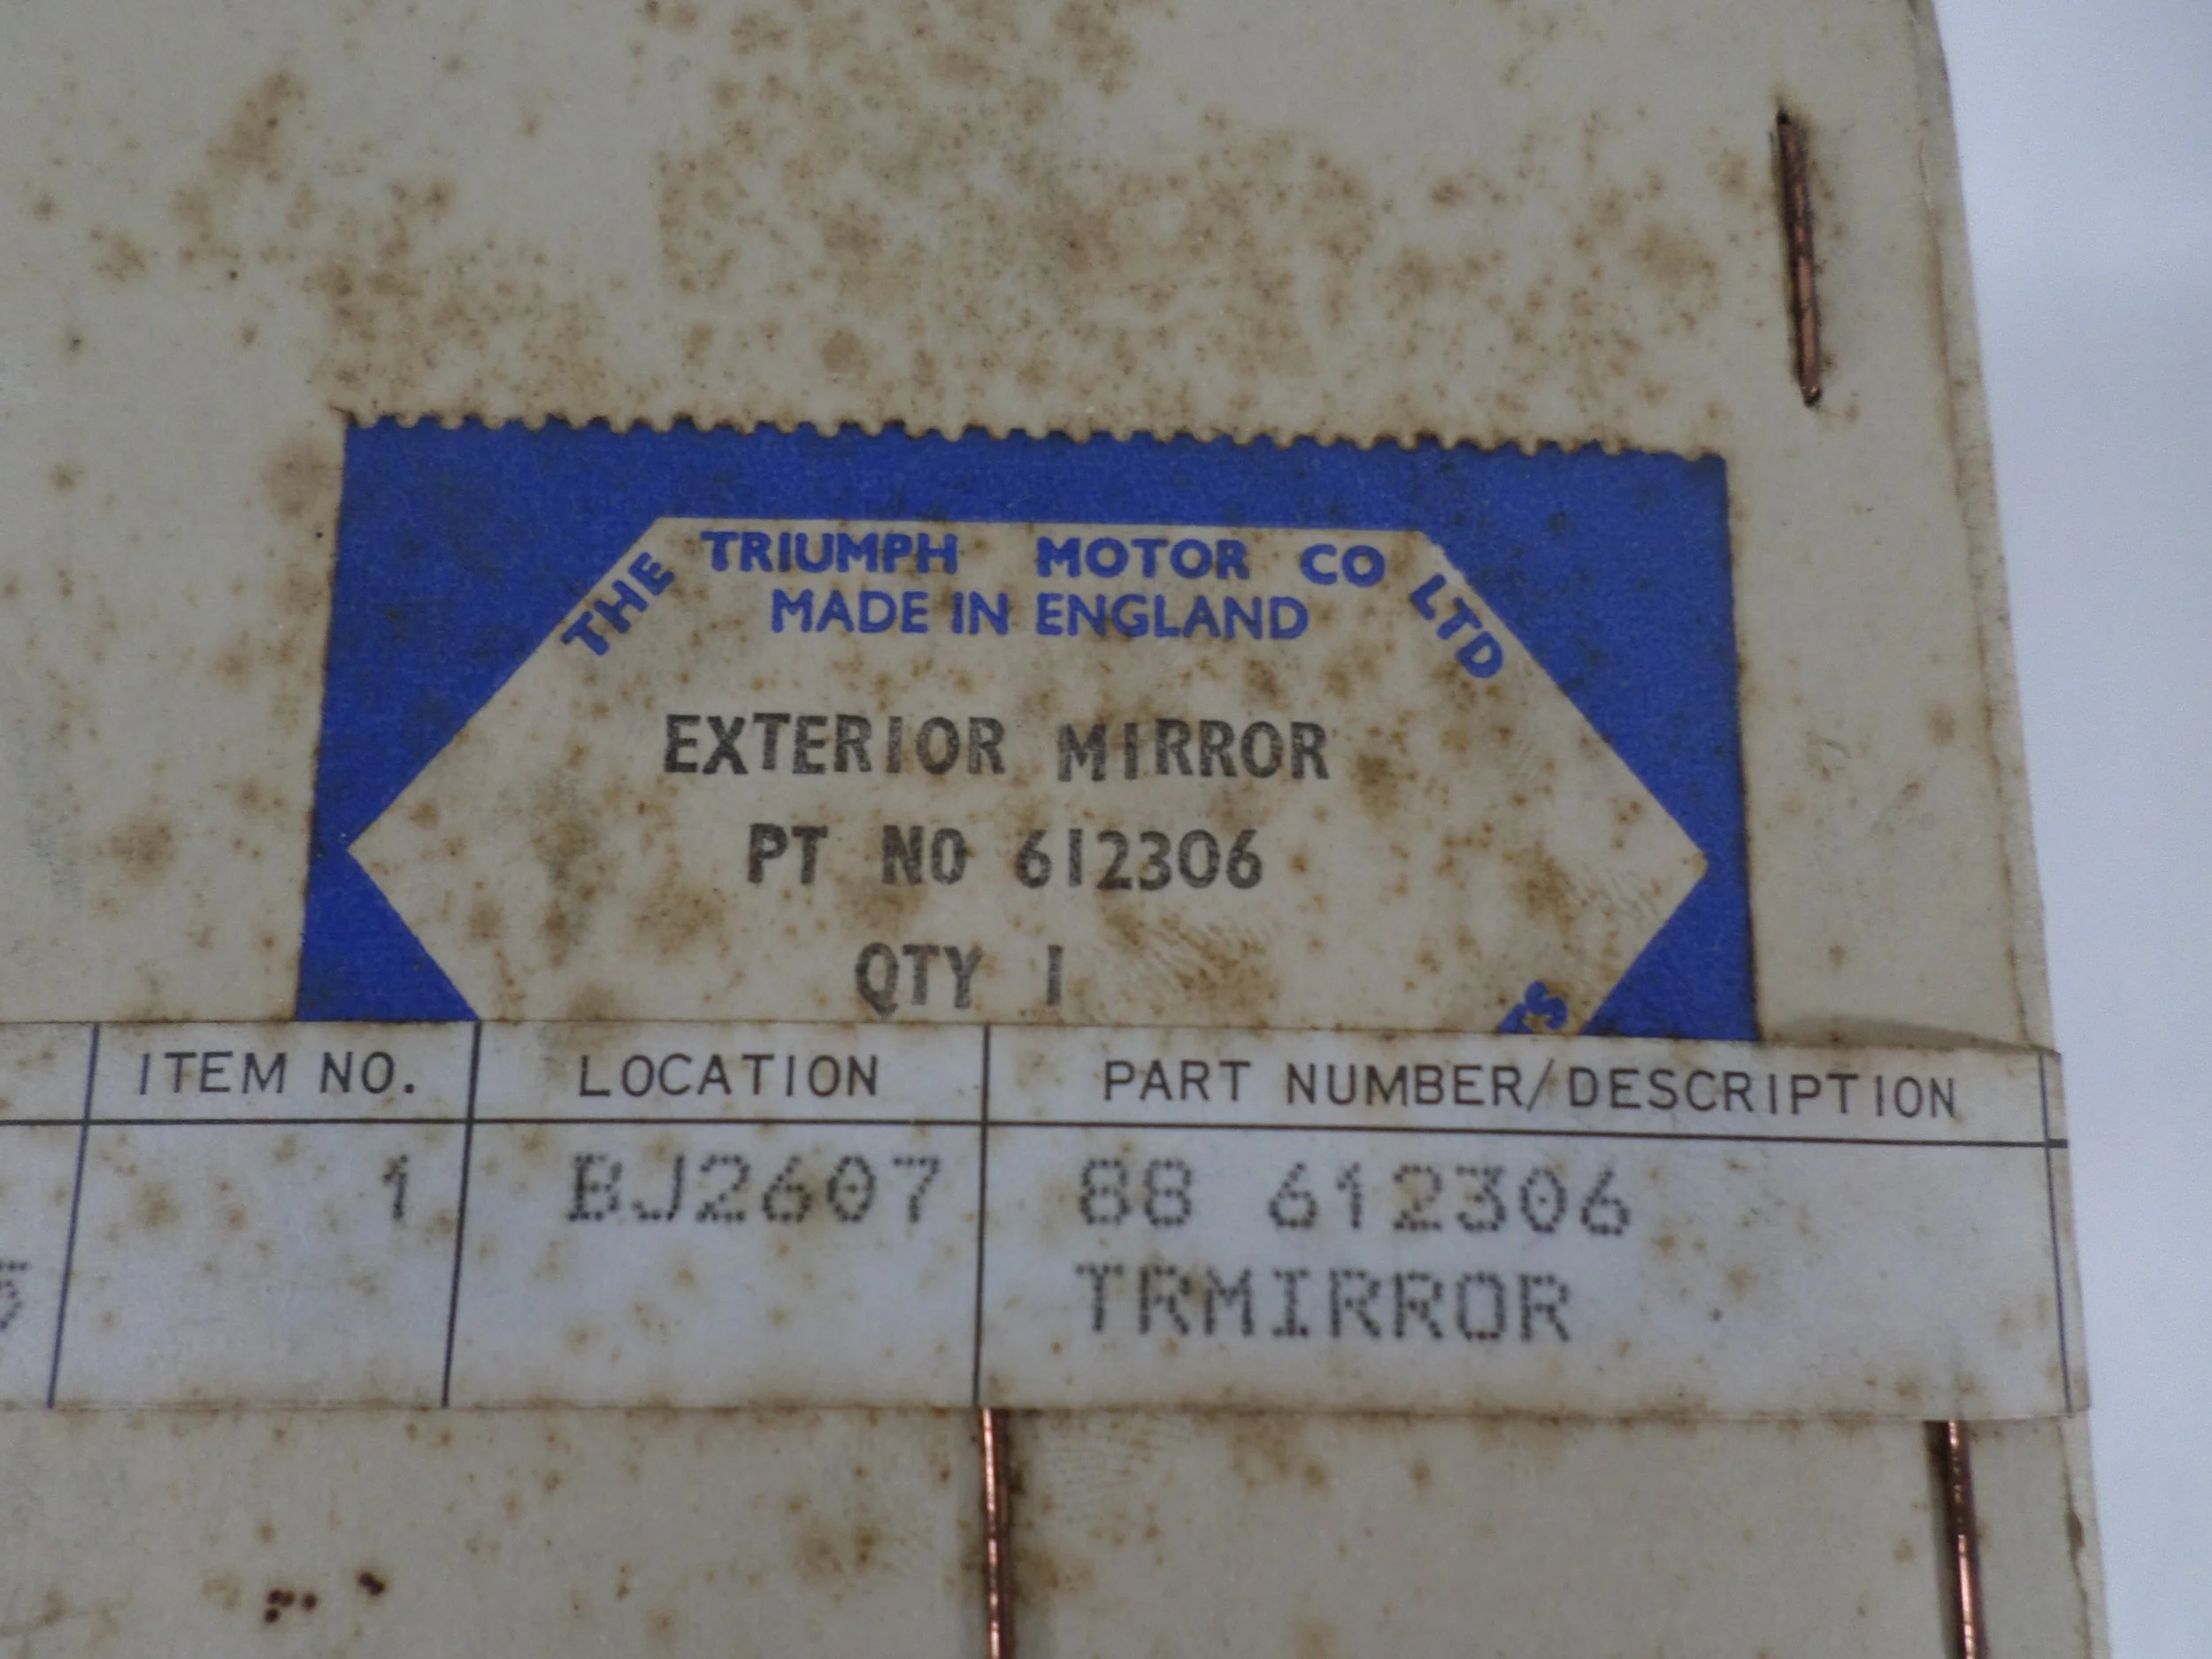 THE TRIUMPH MOTOR CO LTD
MADE IN ENGLAND
EXTERIOR MIRROR
PT NO 612306
QTY 1
ITEM NO. LOCATION PART NUMBER/DESCRIPTION
1 BJ2607 88 612306
TRMIRROR